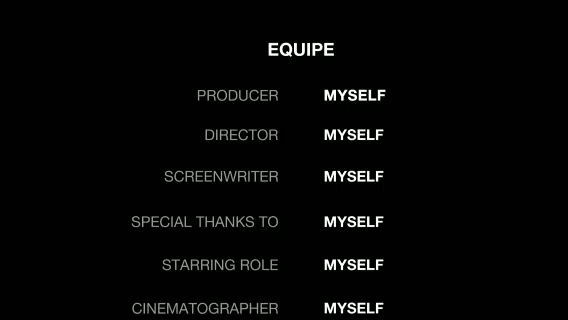 EQUIPE
PRODUCER MYSELF
DIRECTOR MYSELF
SCREENWRITER MYSELF
SPECIAL THANKS TO MYSELF
STARRING ROLE MYSELF
CINEMATOGRAPHER MYSELF